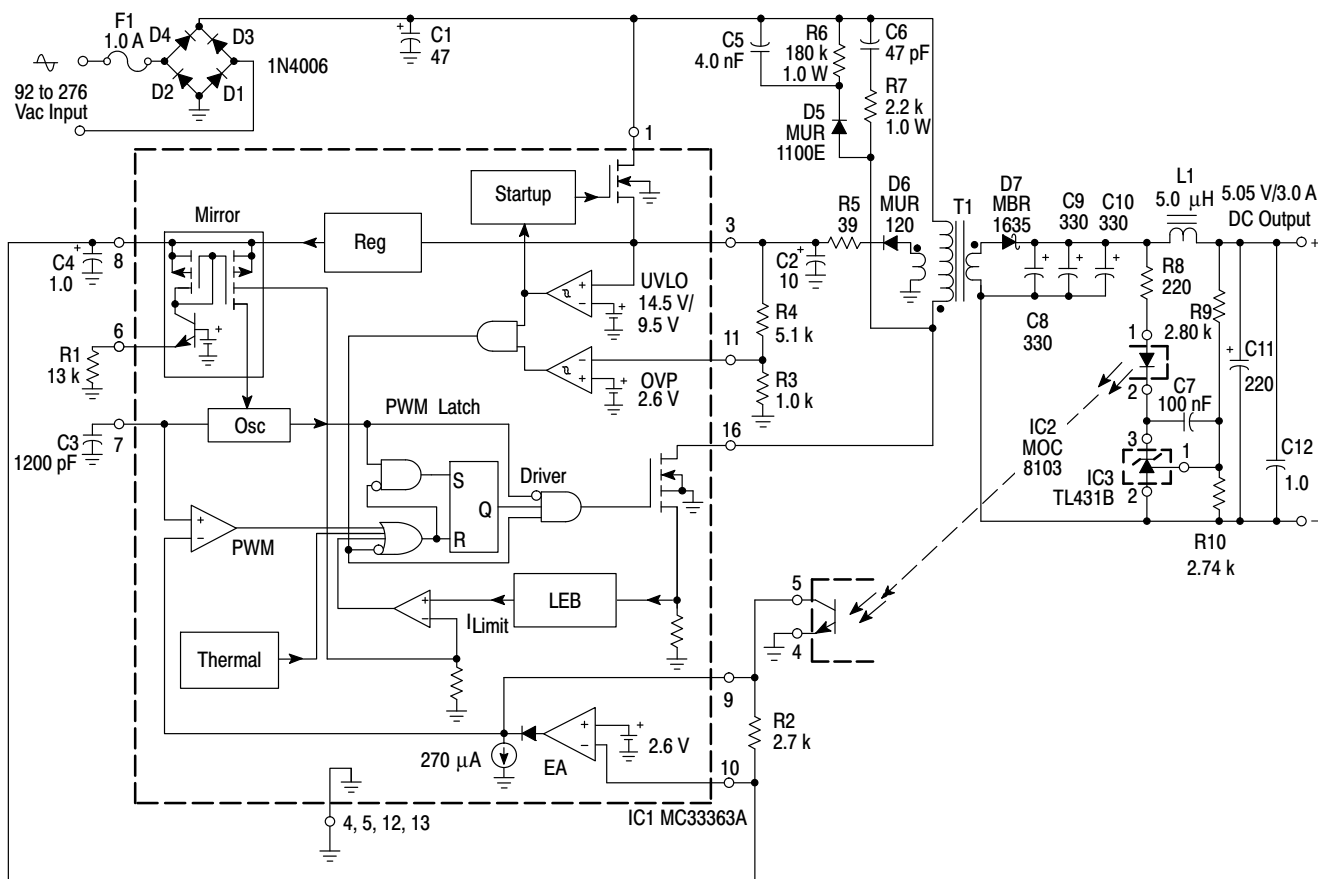 F1
1.0 A
D4
D3
D2
D1
1N4006
92 to 276
Vac Input
C1
47
+
C5
4.0 nF
R6
180 k
1.0 W
C6
47 pF
R7
2.2 k
1.0 W
D5
MUR
1100E
1
Startup
Mirror
Reg
8
C4
1.0
+
6
R1
13 k
3
R5
39
D6
MUR
120
T1
D7
MBR
1635
C9
330
C10
330
C8
330
L1
5.0 μH
5.05 V/3.0 A
DC Output
+
C2
10
+
UVLO
14.5 V/
9.5 V
R4
5.1 k
11
OVP
2.6 V
R3
1.0 k
R8
220
R9
2.80 k
1
2
C7
100 nF
C11
220
+
IC2
MOC
8103
3
1
IC3
TL431B
2
C12
1.0
–
R10
2.74 k
C3
1200 pF
7
Osc
PWM Latch
S
Q
R
Driver
16
+
–
PWM
LEB
ILimit
+
–
Thermal
5
4
9
R2
2.7 k
270 μA
EA
+
–
2.6 V
10
4, 5, 12, 13
IC1 MC33363A